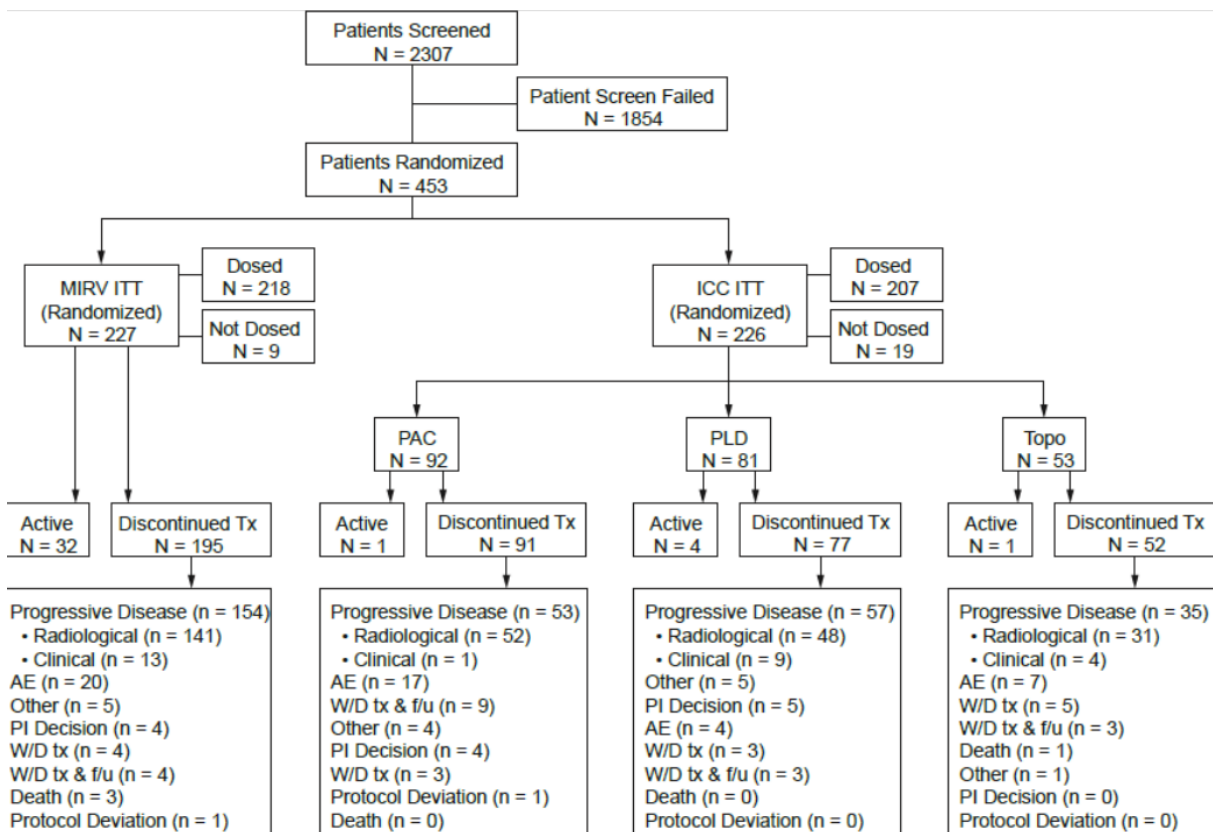 Patients Screened
N = 2307
Patient Screen Failed
N = 1854
Patients Randomized
N = 453
MIRV ITT
(Randomized)
N = 227
Dosed
N = 218
Not Dosed
N = 9
ICC ITT
(Randomized)
N = 226
Dosed
N = 207
Not Dosed
N = 19
PAC
N = 92
PLD
N = 81
Topo
N = 53
Active
N = 32
Discontinued Tx
N = 195
Active
N = 1
Discontinued Tx
N = 91
Active
N = 4
Discontinued Tx
N = 77
Active
N = 1
Discontinued Tx
N = 52
Progressive Disease (n = 154)
• Radiological (n = 141)
• Clinical (n = 13)
AE (n = 20)
Other (n = 5)
PI Decision (n = 4)
W/D tx (n = 4)
W/D tx & f/u (n = 4)
Death (n = 3)
Protocol Deviation (n = 1)
Progressive Disease (n = 53)
• Radiological (n = 52)
• Clinical (n = 1)
AE (n = 17)
W/D tx & f/u (n = 9)
Other (n = 4)
PI Decision (n = 4)
W/D tx (n = 3)
Protocol Deviation (n = 1)
Death (n = 0)
Progressive Disease (n = 57)
• Radiological (n = 48)
• Clinical (n = 9)
Other (n = 5)
PI Decision (n = 5)
AE (n = 4)
W/D tx (n = 3)
W/D tx & f/u (n = 3)
Death (n = 0)
Protocol Deviation (n = 0)
Progressive Disease (n = 35)
• Radiological (n = 31)
• Clinical (n = 4)
AE (n = 7)
W/D tx (n = 5)
W/D tx & f/u (n = 3)
Death (n = 1)
Other (n = 1)
PI Decision (n = 0)
Protocol Deviation (n = 0)